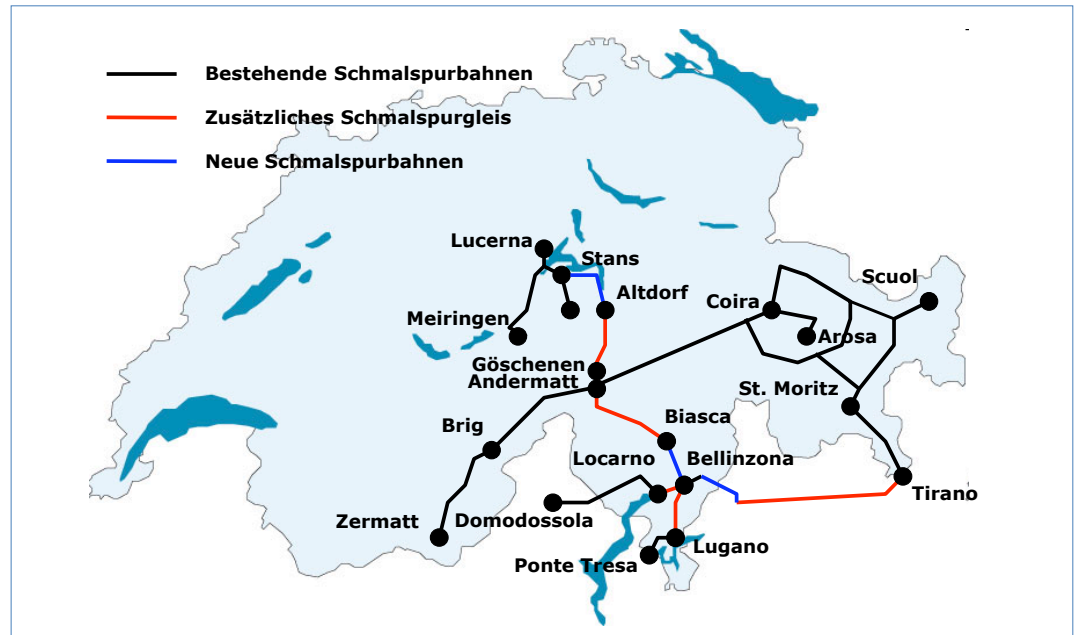 Bestehende Schmalspurbahnen
Zusätzliches Schmalspurgleis
Neue Schmalspurbahnen
Lucerna
Stans
Scuol
Altdorf
Coira
Meiringen
Arosa
Göschenen
Andermatt
St. Moritz
Brig
Biasca
Locarno
Bellinzona
Tirano
Zermatt
Domodossola
Lugano
Ponte Tresa